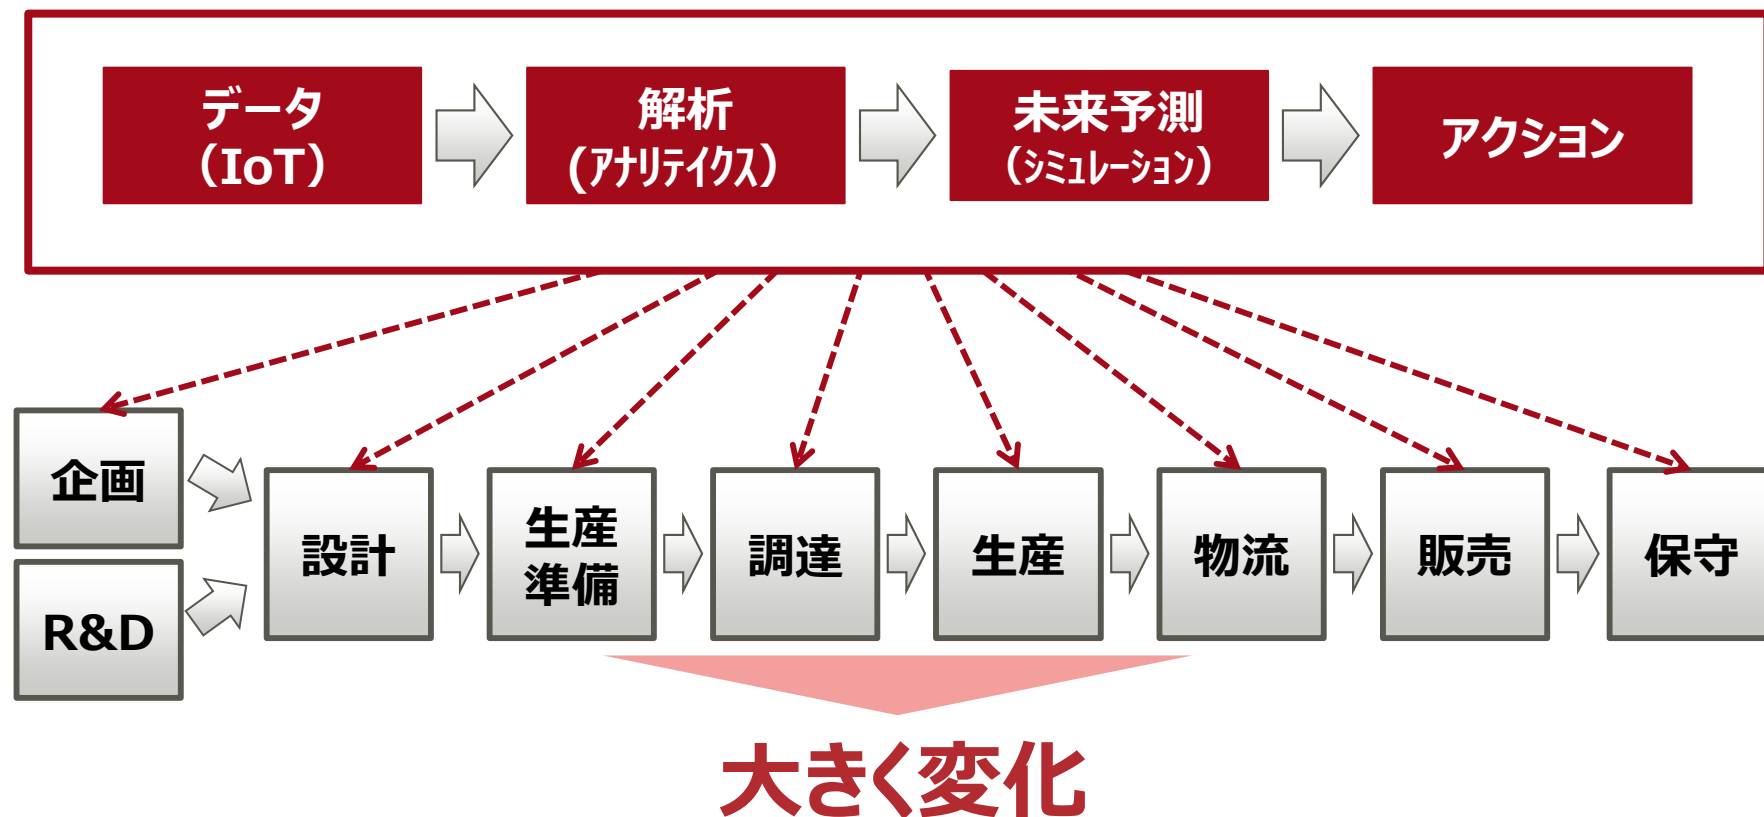 データ
（IoT）
解析
(アナリテイクス）
未来予測
（シミュレーション）
アクション
企画
R&D
設計
生産
準備
調達
生産
物流
販売
保守
大きく変化